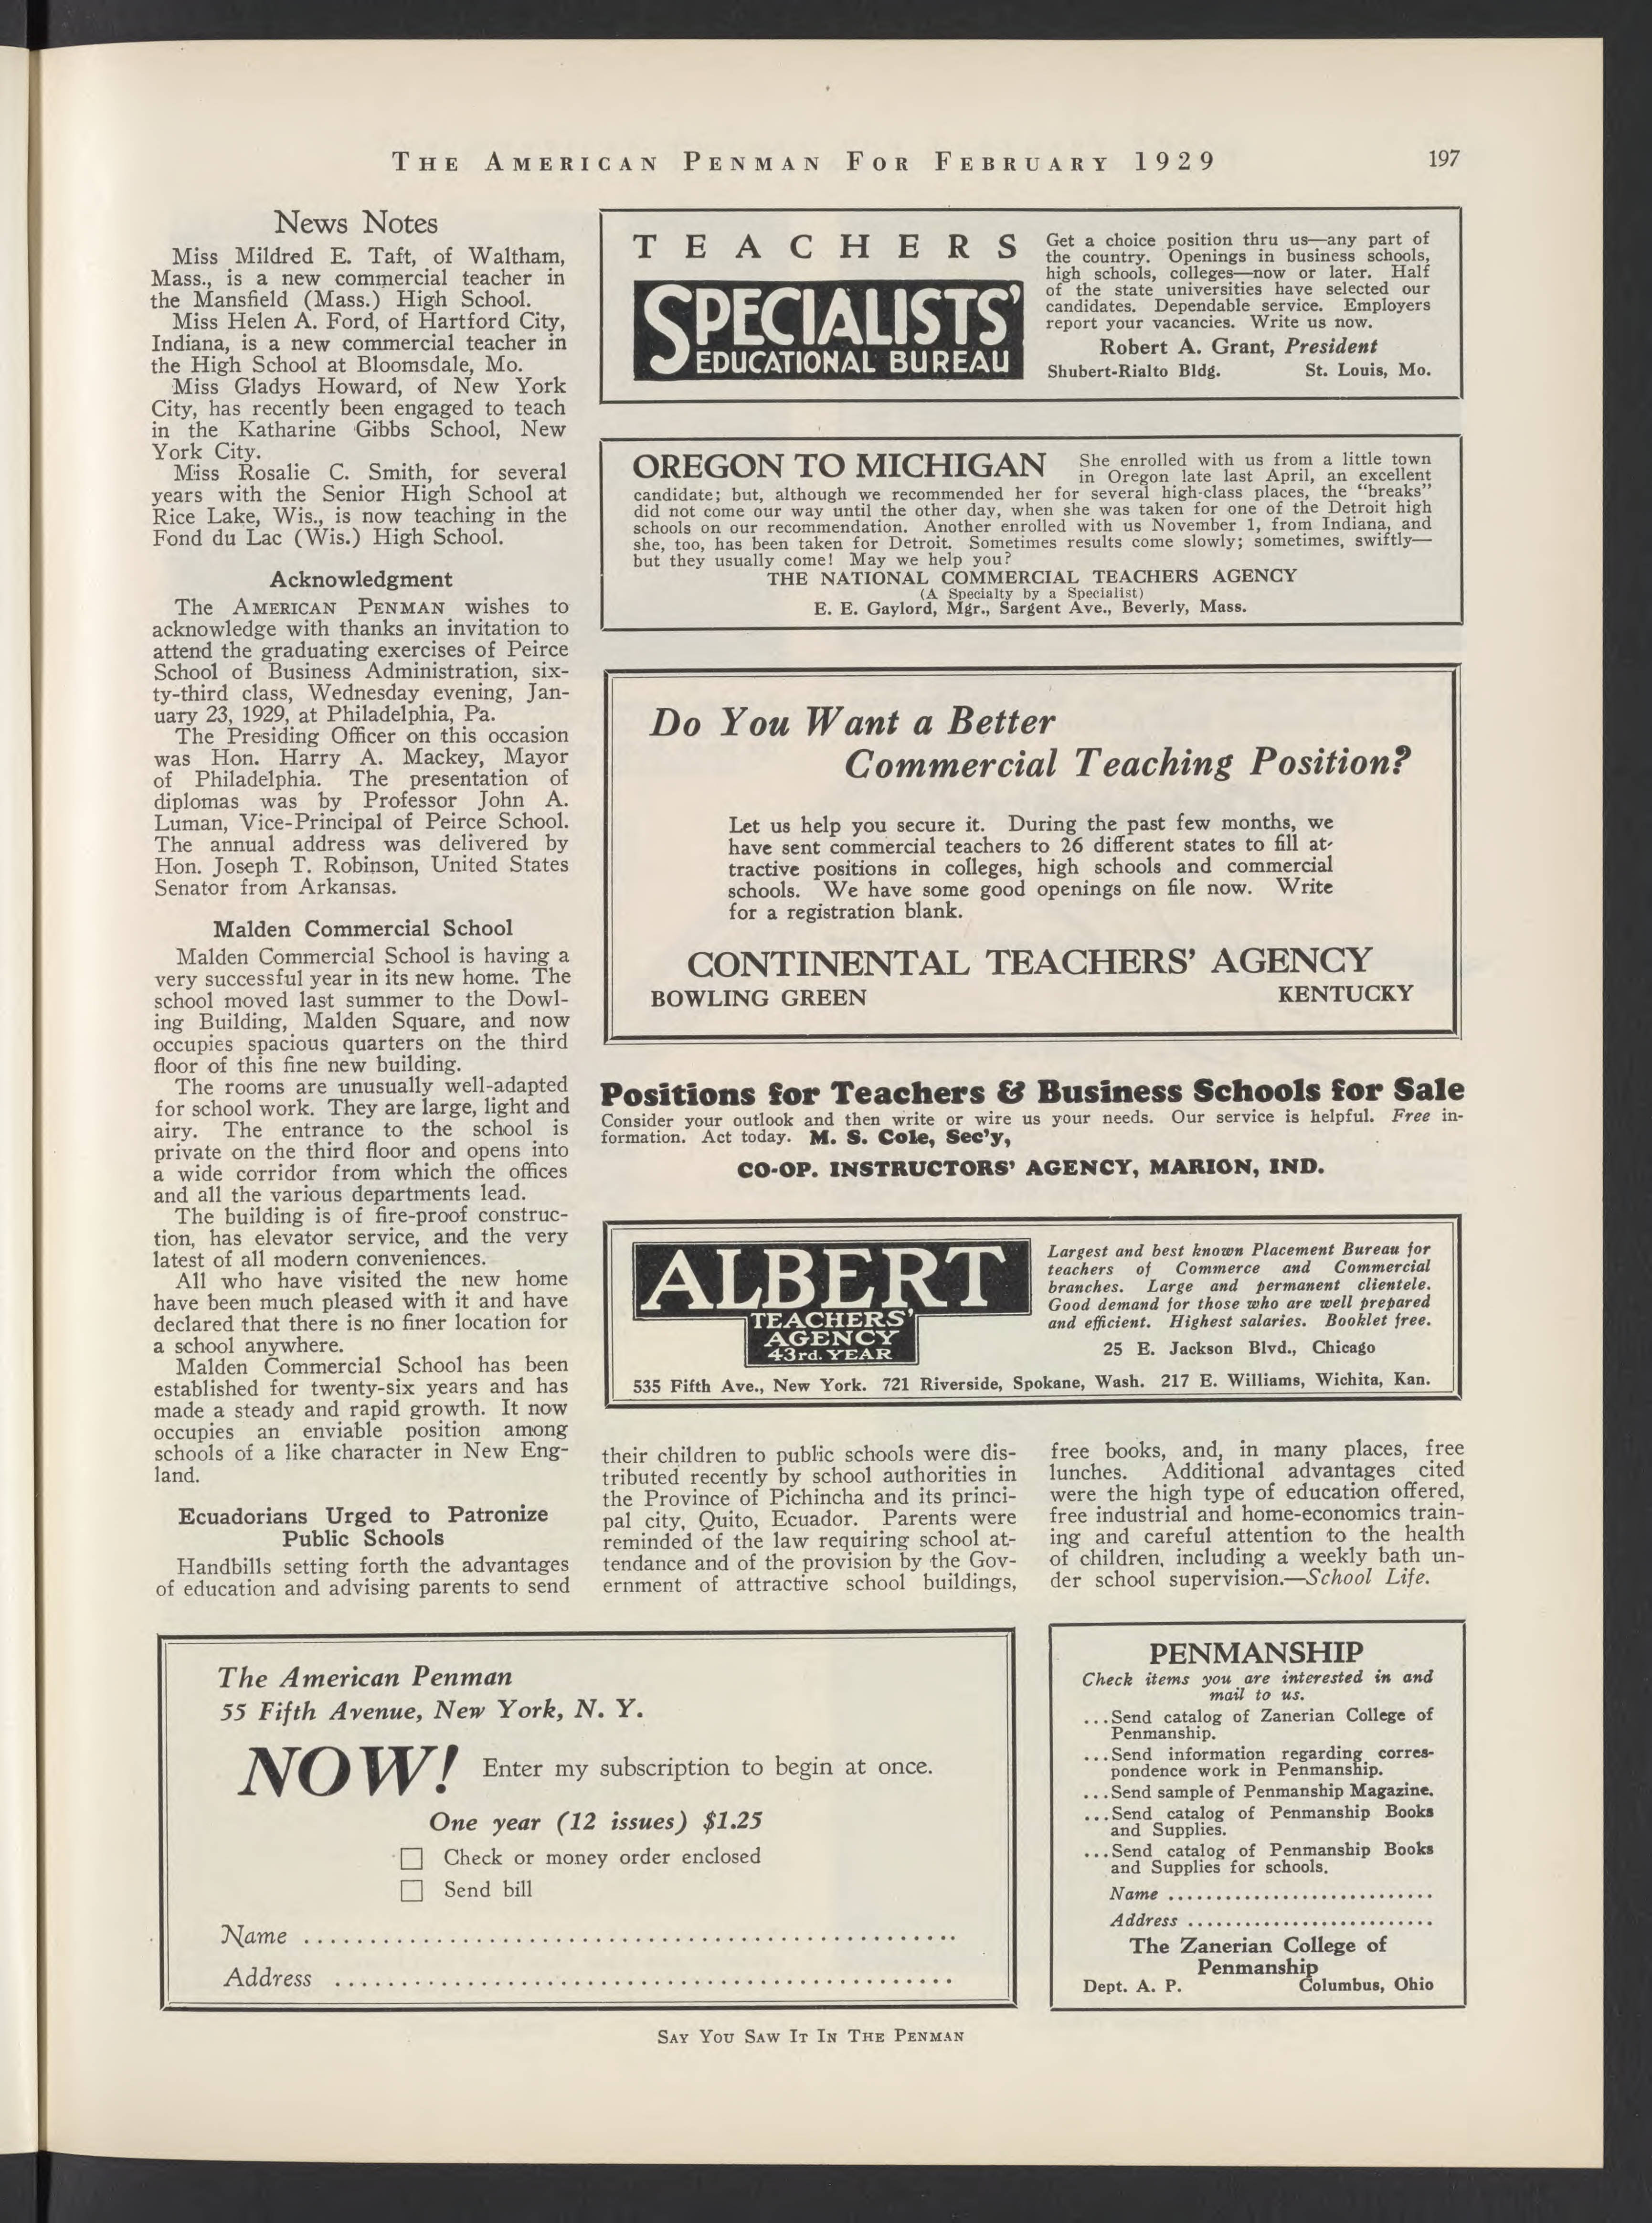 THE AMERICAN PENMAN FOR FEBRUARY 1929
197
News Notes
Miss Mildred E. Taft, of Waltham,
Mass., is a new commercial teacher in
the Mansfield (Mass.) High School.
Miss Helen A. Ford, of Hartford City,
Indiana, is a new commercial teacher in
the High School at Bloomsdale, Mo.
Miss Gladys Howard, of New York
City, has recently been engaged to teach
in the Katharine Gibbs School, New
York City.
Miss Rosalie C. Smith, for several
years with the Senior High School at
Rice Lake, Wis., is now teaching in the
Fond du Lac (Wis.) High School.
Acknowledgment
The AMERICAN PENMAN wishes to
acknowledge with thanks an invitation to
attend the graduating exercises of Peirce
School of Business Administration, six-
ty-third class, Wednesday evening, Jan-
uary 23, 1929, at Philadelphia, Pa.
The Presiding Officer on this occasion
was Hon. Harry A. Mackey, Mayor
of Philadelphia. The presentation of
diplomas was by Professor John A.
Luman, Vice-Principal of Peirce School.
The annual address was delivered by
Hon. Joseph T. Robinson, United States
Senator from Arkansas.
Malden Commercial School
Malden Commercial School is having a
very successful year in its new home. The
school moved last summer to the Dowl-
ing Building, Malden Square, and now
occupies spacious quarters on the third
floor of this fine new building.
The rooms are unusually well-adapted
for school work. They are large, light and
airy. The entrance to the school is
private on the third floor and opens into
a wide corridor from which the offices
and all the various departments lead.
The building is of fire-proof construc-
tion, has elevator service, and the very
latest of all modern conveniences.
All who have visited the new home
have been much pleased with it and have
declared that there is no finer location for
a school anywhere.
Malden Commercial School has been
established for twenty-six years and has
made a steady and rapid growth. It now
occupies an enviable position among
schools of a like character in New Eng-
land.
Ecuadorians Urged to Patronize
Public Schools
Handbills setting forth the advantages
of education and advising parents to send
their children to public schools were dis-
tributed recently by school authorities in
the Province of Pichincha and its princi-
pal city, Quito, Ecuador. Parents were
reminded of the law requiring school at-
tendance and of the provision by the Gov-
ernment of attractive school buildings,
free books, and, in many places, free
lunches. Additional advantages cited
were the high type of education offered,
free industrial and home-economics train-
ing and careful attention to the health
of children, including a weekly bath un-
der school supervision.—School Life.
TEACHERS
SPECIALISTS'
EDUCATIONAL BUREAU
Get a choice position thru us—any part of
the country. Openings in business schools,
high schools, colleges—now or later. Half
of the state universities have selected our
candidates. Dependable service. Employers
report your vacancies. Write us now.
Robert A. Grant, President
Shubert-Rialto Bldg. St. Louis, Mo.
OREGON TO MICHIGAN She enrolled with us from a little town
in Oregon late last April, an excellent
candidate; but, although we recommended her for several high-class places, the "breaks"
did not come our way until the other day, when she was taken for one of the Detroit high
schools on our recommendation. Another enrolled with us November 1, from Indiana, and
she, too, has been taken for Detroit. Sometimes results come slowly; sometimes, swiftly—
but they usually come! May we help you?
THE NATIONAL COMMERCIAL TEACHERS AGENCY
(A Specialty by a Specialist)
E. E. Gaylord, Mgr., Sargent Ave., Beverly, Mass.
Do You Want a Better
Commercial Teaching Position?
Let us help you secure it. During the past few months, we
have sent commercial teachers to 26 different states to fill at-
tractive positions in colleges, high schools and commercial
schools. We have some good openings on file now. Write
for a registration blank.
CONTINENTAL TEACHERS' AGENCY
BOWLING GREEN KENTUCKY
Positions for Teachers & Business Schools for Sale
Consider your outlook and then write or wire us your needs. Our service is helpful. Free in-
formation. Act today. M. S. Cole, Sec'y,
CO-OP. INSTRUCTORS' AGENCY, MARION, IND.
ALBERT
TEACHERS'
AGENCY
43rd. YEAR
Largest and best known Placement Bureau for
teachers of Commerce and Commercial
branches. Large and permanent clientele.
Good demand for those who are well prepared
and efficient. Highest salaries. Booklet free.
25 E. Jackson Blvd., Chicago
535 Fifth Ave., New York. 721 Riverside, Spokane, Wash. 217 E. Williams, Wichita, Kan.
The American Penman
55 Fifth Avenue, New York, N. Y.
NOW! Enter my subscription to begin at once.
One year (12 issues) $1.25
Check or money order enclosed
Send bill
Name ..................................................
Address ...............................................
PENMANSHIP
Check items you are interested in and
mail to us.
...Send catalog of Zanerian College of
Penmanship.
...Send information regarding corres-
pondence work in Penmanship.
...Send sample of Penmanship Magazine.
...Send catalog of Penmanship Books
and Supplies.
...Send catalog of Penmanship Books
and Supplies for schools.
Name ............................
Address ..........................
The Zanerian College of
Penmanship
Dept. A. P. Columbus, Ohio
SAY YOU SAW IT IN THE PENMAN